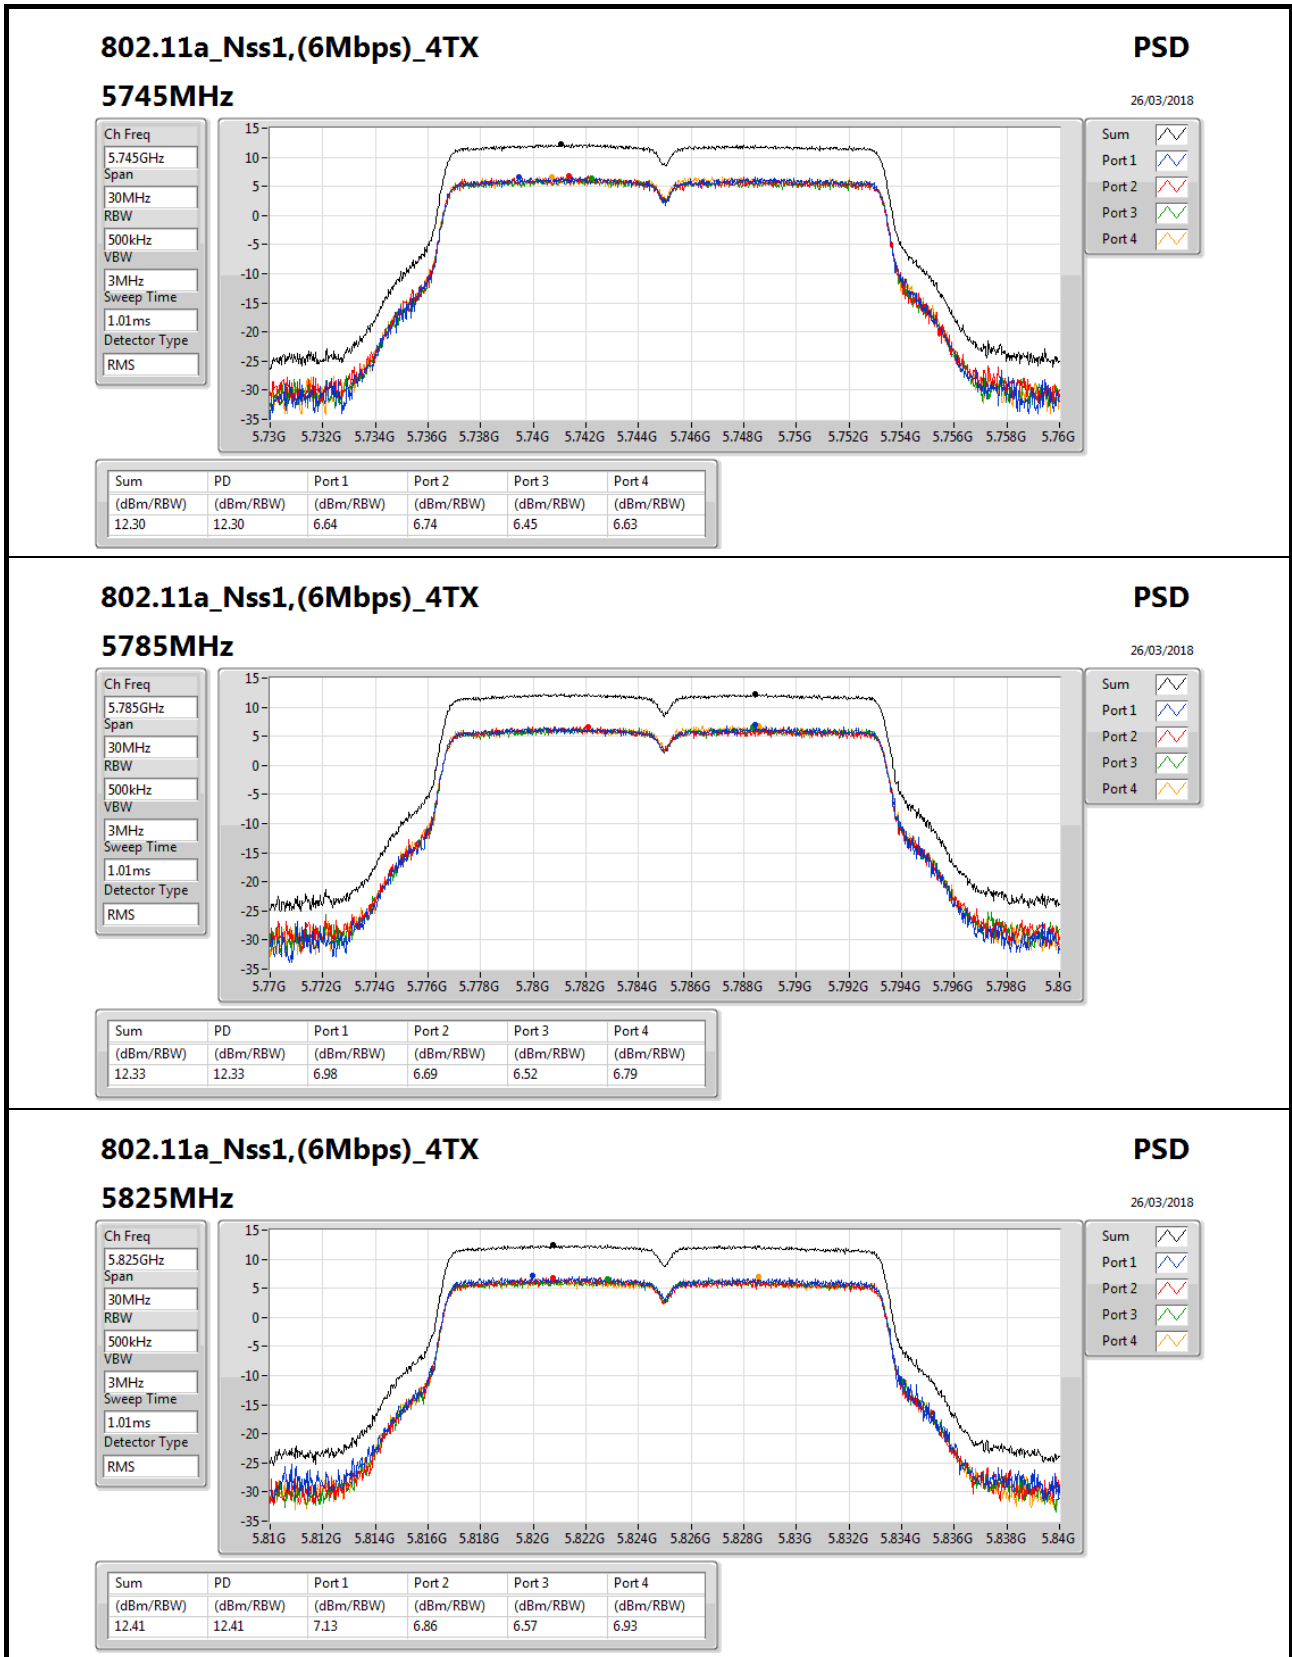 802.11a_Nss1,(6Mbps)_4TX PSD
5745MHz 26/03/2018
Ch Freq
5.745GHz
Span
30MHz
RBW
500kHz
VBW
3MHz
Sweep Time
1.01ms
Detector Type
RMS
15
10
5
0
-5
-10
-15
-20
-25
-30
-35
5.73G 5.732G 5.734G 5.736G 5.738G 5.74G 5.742G 5.744G 5.746G 5.748G 5.75G 5.752G 5.754G 5.756G 5.758G 5.76G
Sum
Port 1
Port 2
Port 3
Port 4
Sum PD Port 1 Port 2 Port 3 Port 4
(dBm/RBW) (dBm/RBW) (dBm/RBW) (dBm/RBW) (dBm/RBW) (dBm/RBW)
12.30 12.30 6.64 6.74 6.45 6.63
802.11a_Nss1,(6Mbps)_4TX PSD
5785MHz 26/03/2018
Ch Freq
5.785GHz
Span
30MHz
RBW
500kHz
VBW
3MHz
Sweep Time
1.01ms
Detector Type
RMS
15
10
5
0
-5
-10
-15
-20
-25
-30
-35
5.77G 5.772G 5.774G 5.776G 5.778G 5.78G 5.782G 5.784G 5.786G 5.788G 5.79G 5.792G 5.794G 5.796G 5.798G 5.8G
Sum
Port 1
Port 2
Port 3
Port 4
Sum PD Port 1 Port 2 Port 3 Port 4
(dBm/RBW) (dBm/RBW) (dBm/RBW) (dBm/RBW) (dBm/RBW) (dBm/RBW)
12.33 12.33 6.98 6.69 6.52 6.79
802.11a_Nss1,(6Mbps)_4TX PSD
5825MHz 26/03/2018
Ch Freq
5.825GHz
Span
30MHz
RBW
500kHz
VBW
3MHz
Sweep Time
1.01ms
Detector Type
RMS
15
10
5
0
-5
-10
-15
-20
-25
-30
-35
5.81G 5.812G 5.814G 5.816G 5.818G 5.82G 5.822G 5.824G 5.826G 5.828G 5.83G 5.832G 5.834G 5.836G 5.838G 5.84G
Sum
Port 1
Port 2
Port 3
Port 4
Sum PD Port 1 Port 2 Port 3 Port 4
(dBm/RBW) (dBm/RBW) (dBm/RBW) (dBm/RBW) (dBm/RBW) (dBm/RBW)
12.41 12.41 7.13 6.86 6.57 6.93